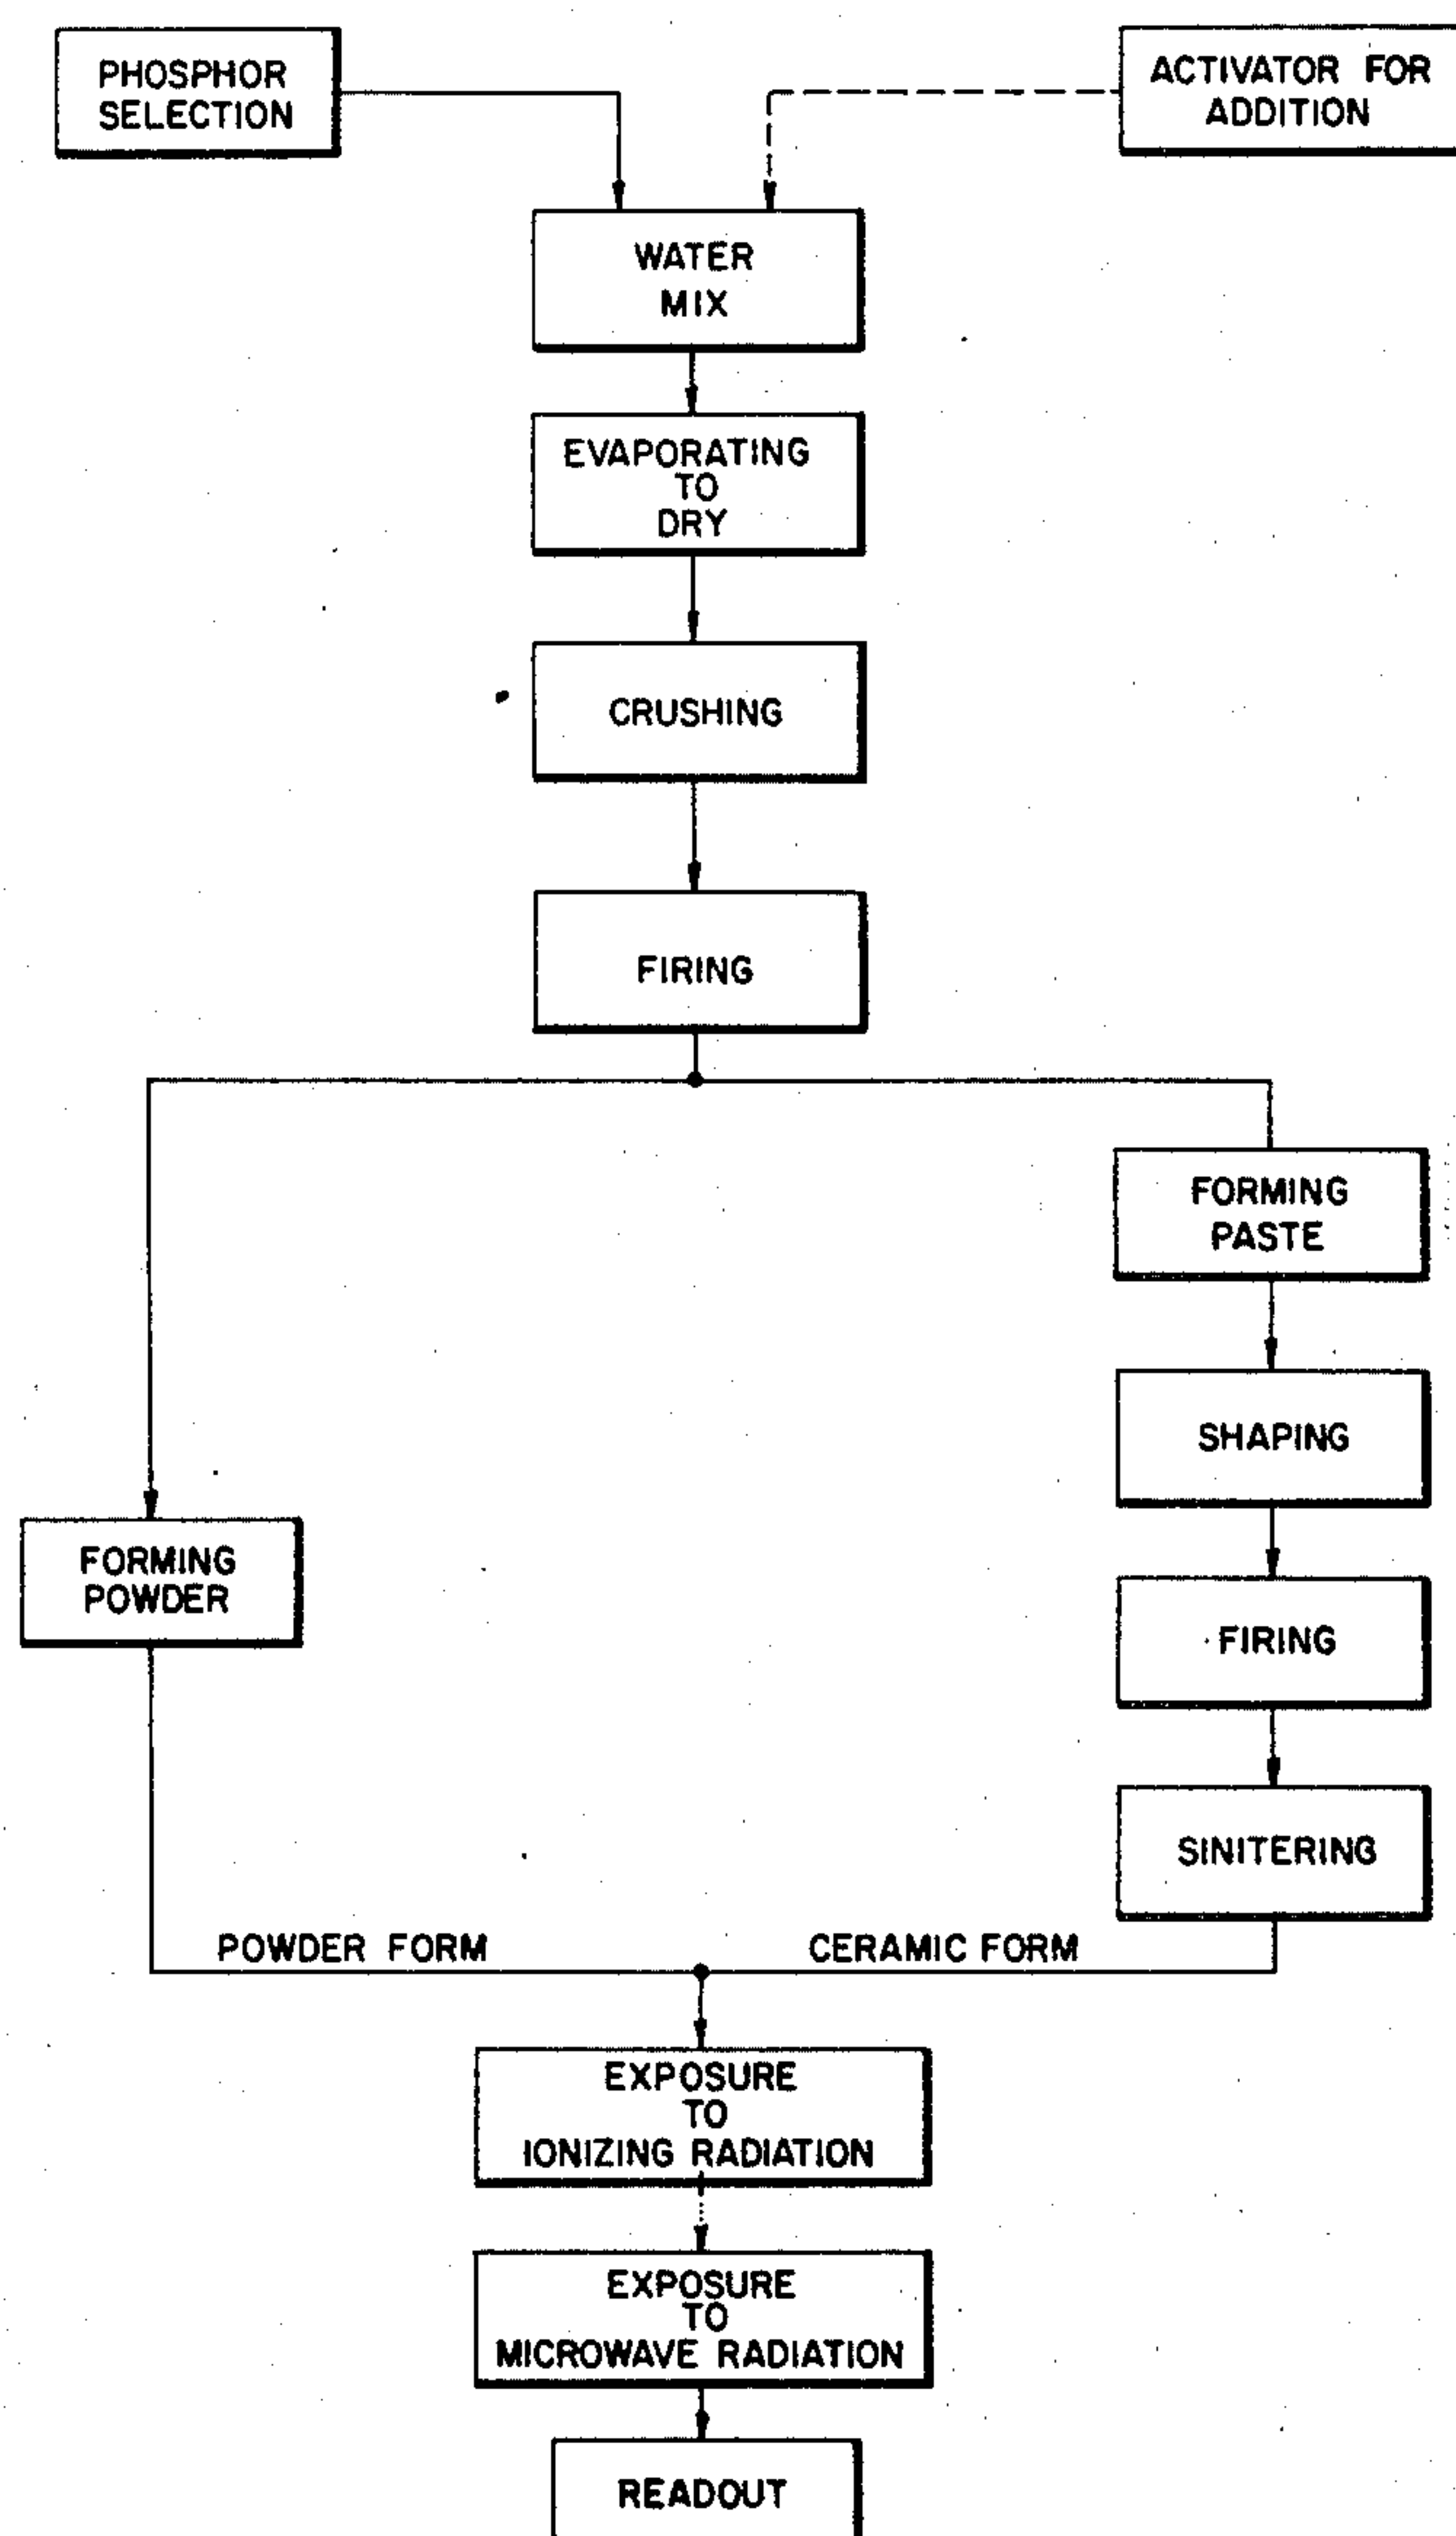 PHOSPHOR
SELECTION
ACTIVATOR FOR
ADDITION
WATER
MIX
EVAPORATING
TO
DRY
CRUSHING
FIRING
FORMING
PASTE
SHAPING
FORMING
POWDER
FIRING
SINITERING
POWDER FORM
CERAMIC FORM
EXPOSURE
TO
IONIZING RADIATION
EXPOSURE
TO
MICROWAVE RADIATION
READOUT